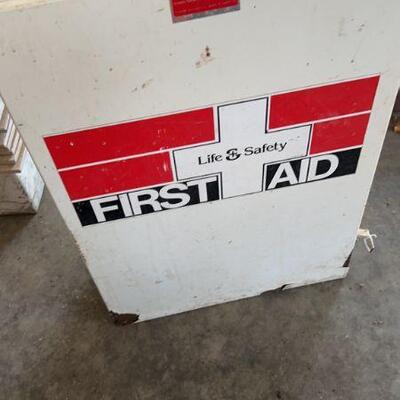 Life & Safety
FIRST AID